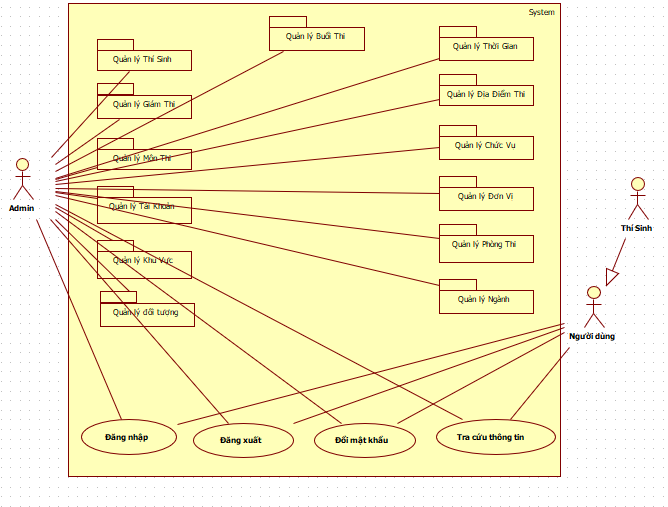 System
Quản lý Buổi Thi
Quản lý Thí Sinh
Quản lý Thời Gian
Quản lý Giám Thị
Quản lý Địa Điểm Thi
Quản lý Môn Thi
Quản lý Chức Vụ
Admin
Quản lý Tài Khoản
Quản lý Đơn Vị
Thí Sinh
Quản lý Khu Vực
Quản lý Phòng Thi
Quản lý đối tượng
Quản lý Ngành
Người dùng
Đăng nhập
Đăng xuất
Đổi mật khẩu
Tra cứu thông tin